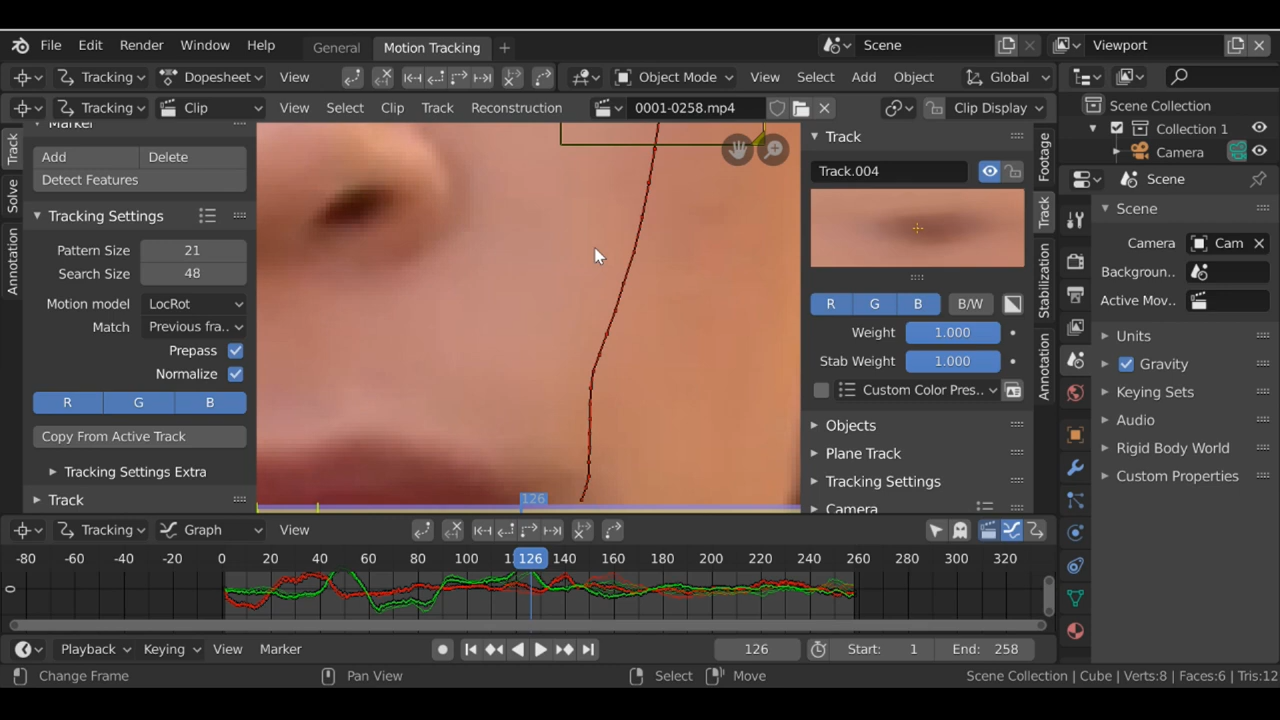 File Edit Render Window Help General Motion Tracking + Scene Viewport
Tracking Dopesheet View Object Mode View Select Add Object Global
Tracking Clip View Select Clip Track Reconstruction 0001-0258.mp4 Clip Display
Marker
Add Delete
Detect Features
Tracking Settings
Pattern Size 21
Search Size 48
Motion model LocRot
Match Previous fra..
Prepass
Normalize
R G B
Copy From Active Track
Tracking Settings Extra
Track
Track
Solve
Annotation
126
Track
Track.004
R G B B/W
Weight 1.000
Stab Weight 1.000
Custom Color Pres..
Objects
Plane Track
Tracking Settings
Camera
Footage
Track
Stabilization
Annotation
Scene Collection
Collection 1
Camera
Scene
Scene
Camera Cam
Backgroun..
Active Mov..
Units
Gravity
Keying Sets
Audio
Rigid Body World
Custom Properties
Tracking Graph View
-80 -60 -40 -20 0 20 40 60 80 100 126 140 160 180 200 220 240 260 280 300 320
0
Playback Keying View Marker 126 Start: 1 End: 258
Change Frame Pan View Select Move Scene Collection | Cube | Verts:8 | Faces:6 | Tris:12